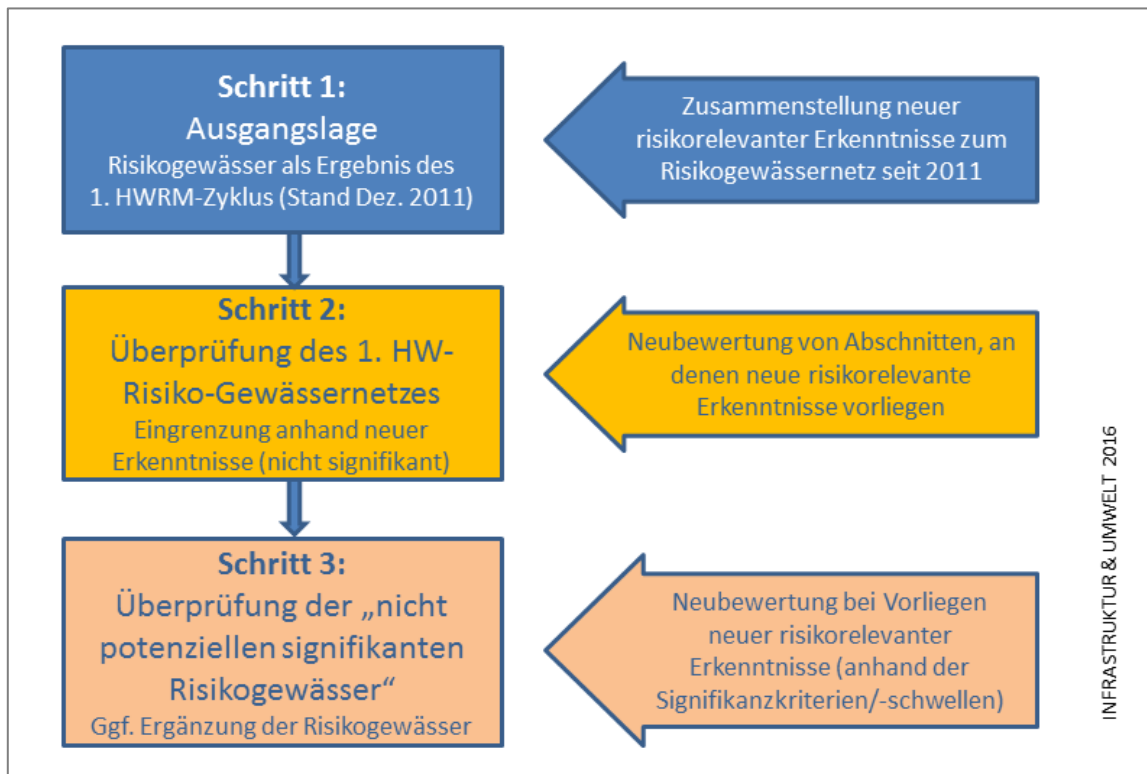 Schritt 1:
Ausgangslage
Risikogewässer als Ergebnis des
1. HWRM-Zyklus (Stand Dez. 2011)
Zusammenstellung neuer
risikorelevanter Erkenntnisse zum
Risikogewässernetz seit 2011
Schritt 2:
Überprüfung des 1. HW-
Risiko-Gewässernetzes
Eingrenzung anhand neuer
Erkenntnisse (nicht signifikant)
Neubewertung von Abschnitten, an
denen neue risikorelevante
Erkenntnisse vorliegen
Schritt 3:
Überprüfung der „nicht
potenziellen signifikanten
Risikogewässer“
Ggf. Ergänzung der Risikogewässer
Neubewertung bei Vorliegen
neuer risikorelevanter
Erkenntnisse (anhand der
Signifikanzkriterien/-schwellen)
INFRASTRUKTUR & UMWELT 2016